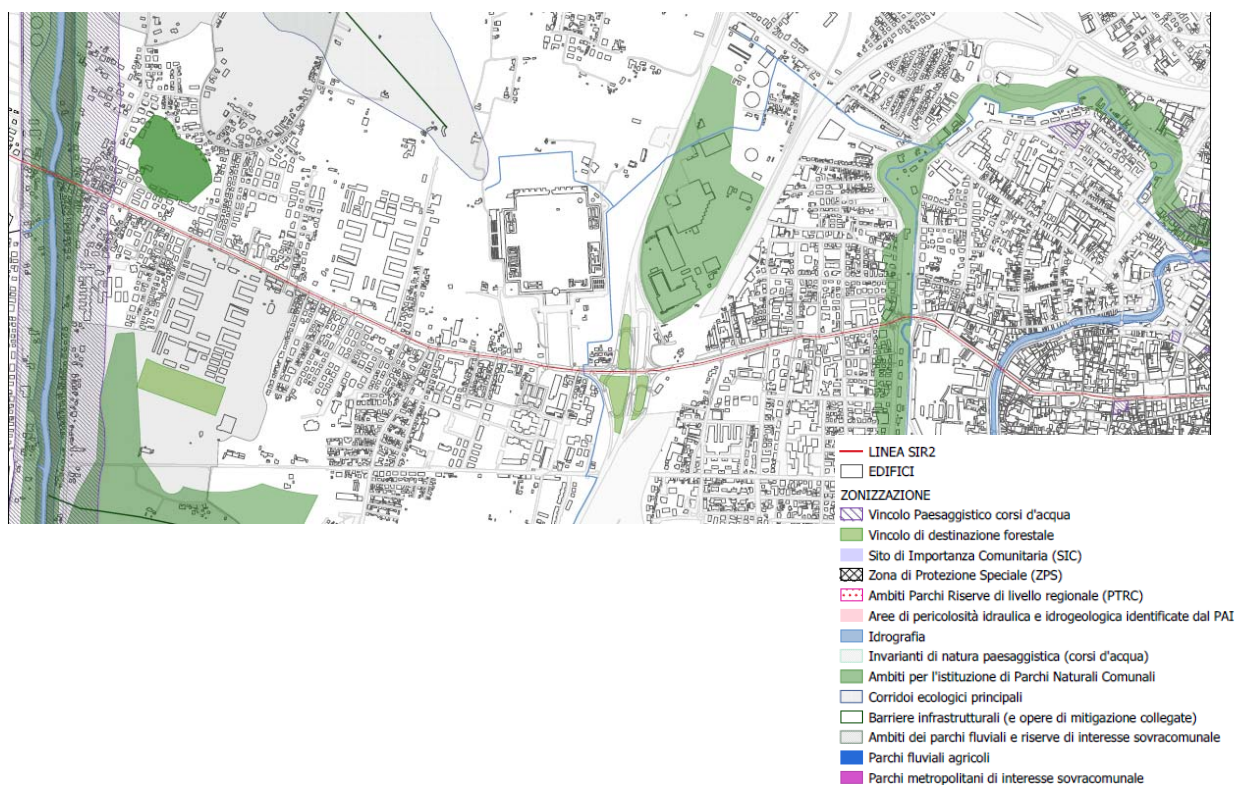 LINEA SIR2
EDIFICI
ZONIZZAZIONE
Vincolo Paesaggistico corsi d'acqua
Vincolo di destinazione forestale
Sito di Importanza Comunitaria (SIC)
Zona di Protezione Speciale (ZPS)
Ambiti Parchi Riserve di livello regionale (PTRC)
Aree di pericolosità idraulica e idrogeologica identificate dal PAI
Idrografia
Invarianti di natura paesaggistica (corsi d'acqua)
Ambiti per l'istituzione di Parchi Naturali Comunali
Corridoi ecologici principali
Barriere infrastrutturali (e opere di mitigazione collegate)
Ambiti dei parchi fluviali e riserve di interesse sovracomunale
Parchi fluviali agricoli
Parchi metropolitani di interesse sovracomunale